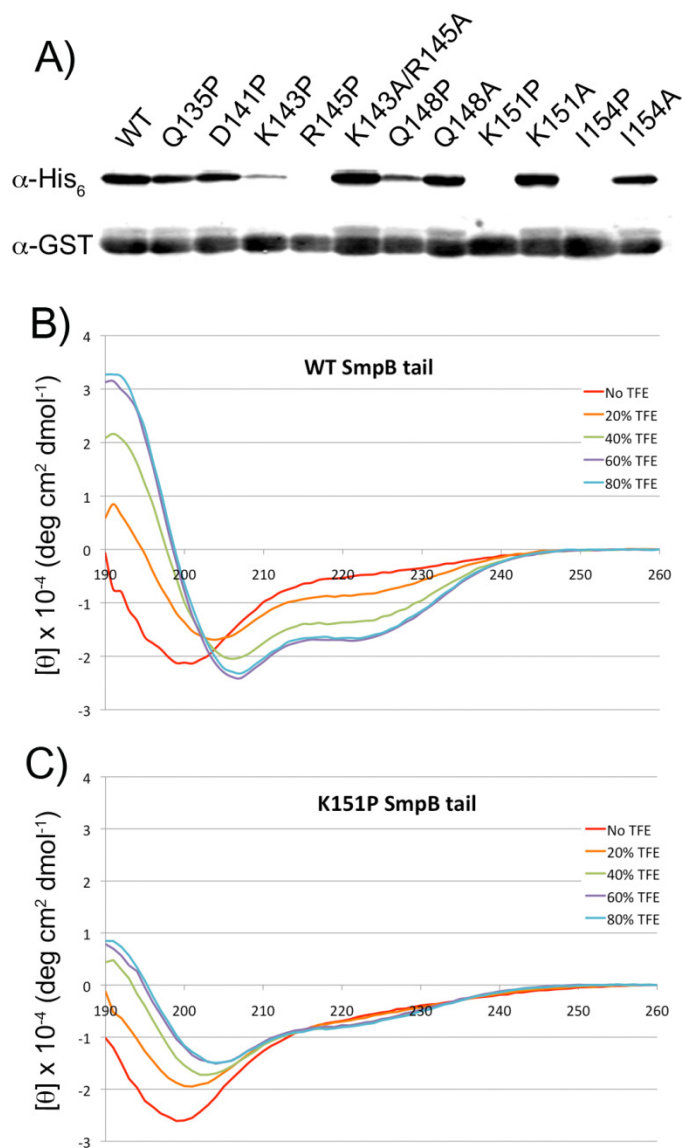 A)
WT Q135P D141P K143P R145P K143A/R145A Q148P Q148A K151P K151A I154P I154A
α-His₆
α-GST
B)
WT SmpB tail
[θ] x 10⁻⁴ (deg cm² dmol⁻¹)
4
3
2
1
0
-1
-2
-3
190 200 210 220 230 240 250 260
No TFE
20% TFE
40% TFE
60% TFE
80% TFE
C)
K151P SmpB tail
[θ] x 10⁻⁴ (deg cm² dmol⁻¹)
4
3
2
1
0
-1
-2
-3
190 200 210 220 230 240 250 260
No TFE
20% TFE
40% TFE
60% TFE
80% TFE